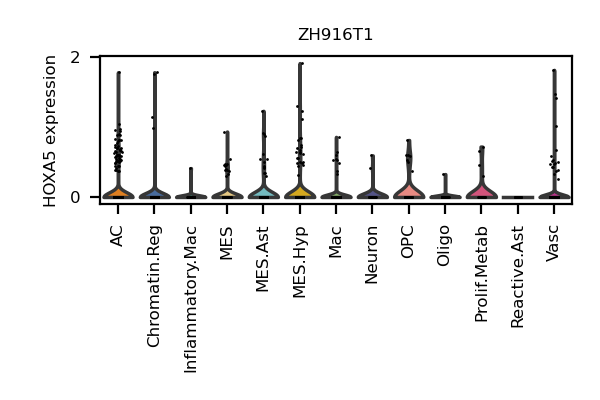 ZH916T1
HOXA5 expression
2
0
AC
Chromatin.Reg
Inflammatory.Mac
MES
MES.Ast
MES.Hyp
Mac
Neuron
OPC
Oligo
Prolif.Metab
Reactive.Ast
Vasc